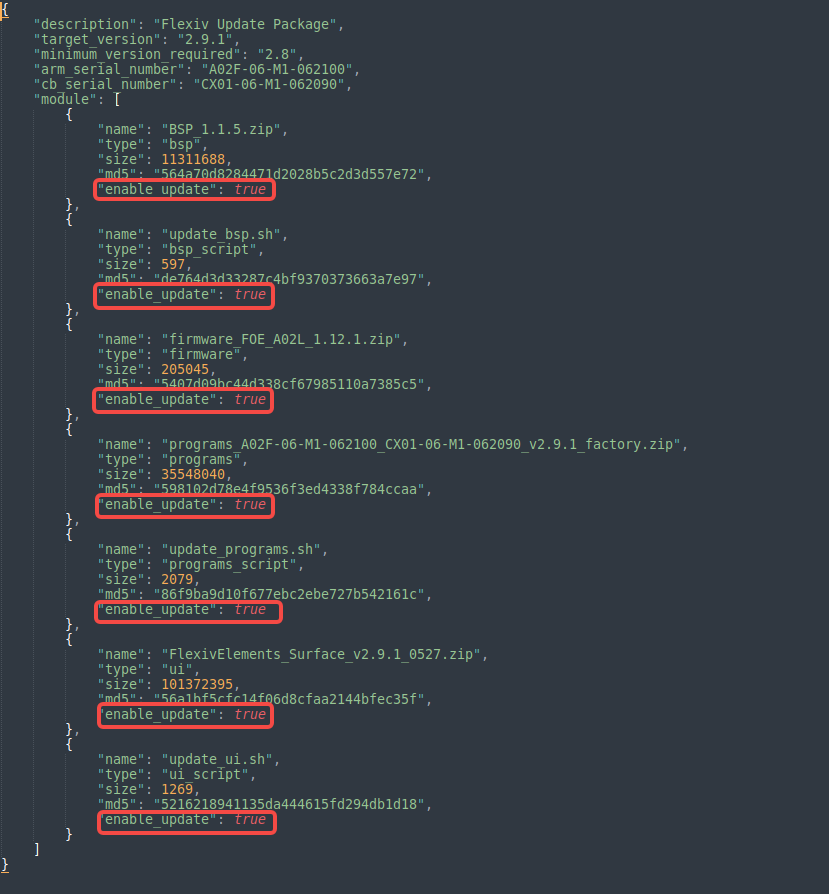 {
"description": "Flexiv Update Package",
"target_version": "2.9.1",
"minimum_version_required": "2.8",
"arm_serial_number": "A02F-06-M1-062100",
"cb_serial_number": "CX01-06-M1-062090",
"module": [
{
"name": "BSP_1.1.5.zip",
"type": "bsp",
"size": 11311688,
"md5": "564a70d8284471d2028b5c2d3d557e72",
"enable_update": true
},
{
"name": "update_bsp.sh",
"type": "bsp_script",
"size": 597,
"md5": "de764d3d33287c4bf9370373663a7e97",
"enable_update": true
},
{
"name": "firmware_FOE_A02L_1.12.1.zip",
"type": "firmware",
"size": 205045,
"md5": "5407d09bc44d338cf67985110a7385c5",
"enable_update": true
},
{
"name": "programs_A02F-06-M1-062100_CX01-06-M1-062090_v2.9.1_factory.zip",
"type": "programs",
"size": 35548040,
"md5": "598102d78e4f9536f3ed4338f784ccaa",
"enable_update": true
},
{
"name": "update_programs.sh",
"type": "programs_script",
"size": 2079,
"md5": "86f9ba9d10f677ebc2ebe727b542161c",
"enable_update": true
},
{
"name": "FlexivElements_Surface_v2.9.1_0527.zip",
"type": "ui",
"size": 101372395,
"md5": "56a1bf5cfc14f06d8cfaa2144bfec35f",
"enable_update": true
},
{
"name": "update_ui.sh",
"type": "ui_script",
"size": 1269,
"md5": "5216218941135da444615fd294db1d18",
"enable_update": true
}
]
}